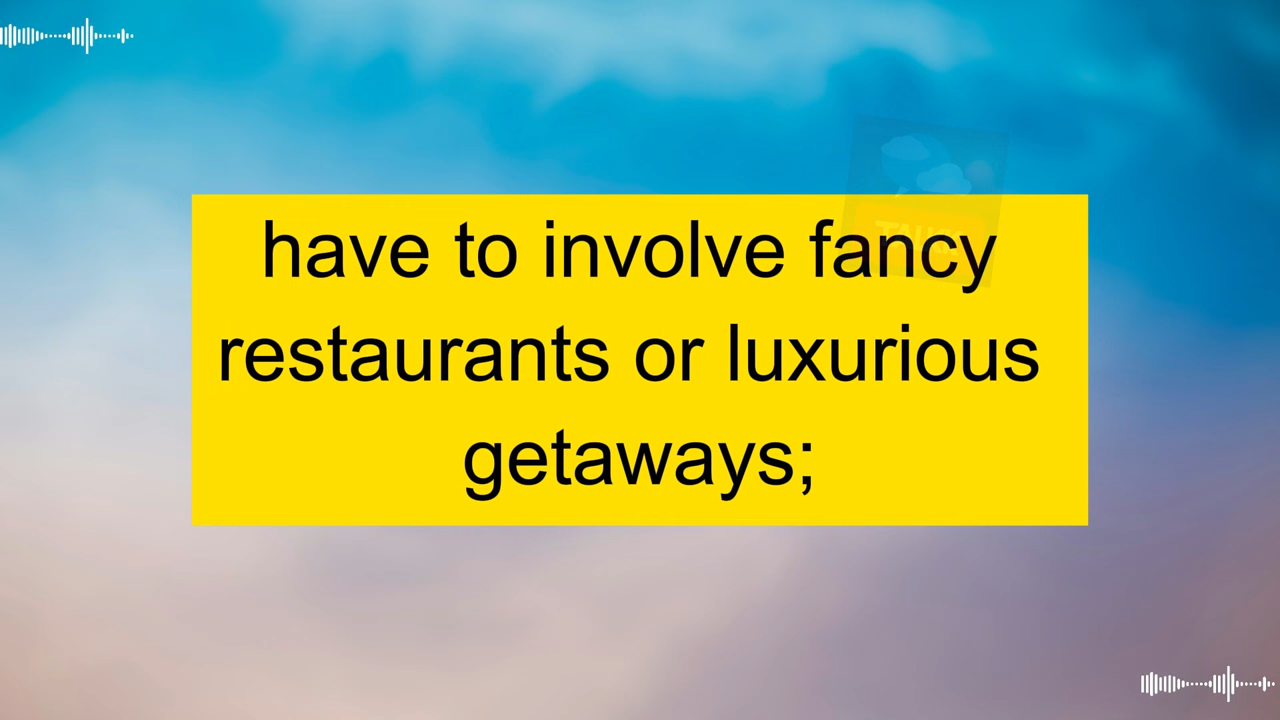 have to involve fancy
restaurants or luxurious
getaways;